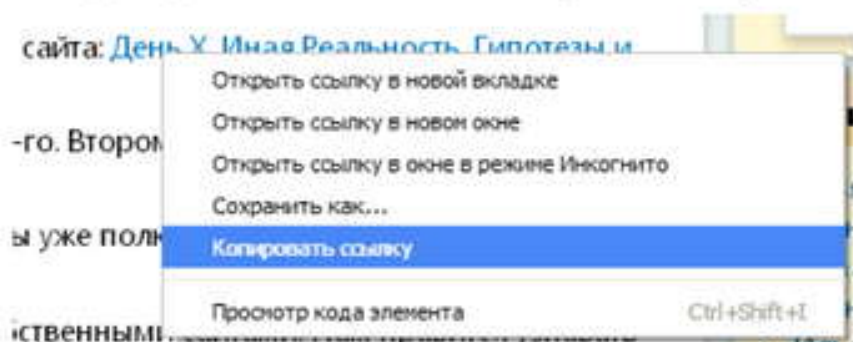 сайта: День X, Иная Реальность, Гипотезы и
Открыть ссылку в новой вкладке
Открыть ссылку в новом окне
-го. Втором
Открыть ссылку в окне в режиме Инкогнито
Сохранить как...
ы уже полн
Копировать ссылку
Просмотр кода элемента Ctrl+Shift+I